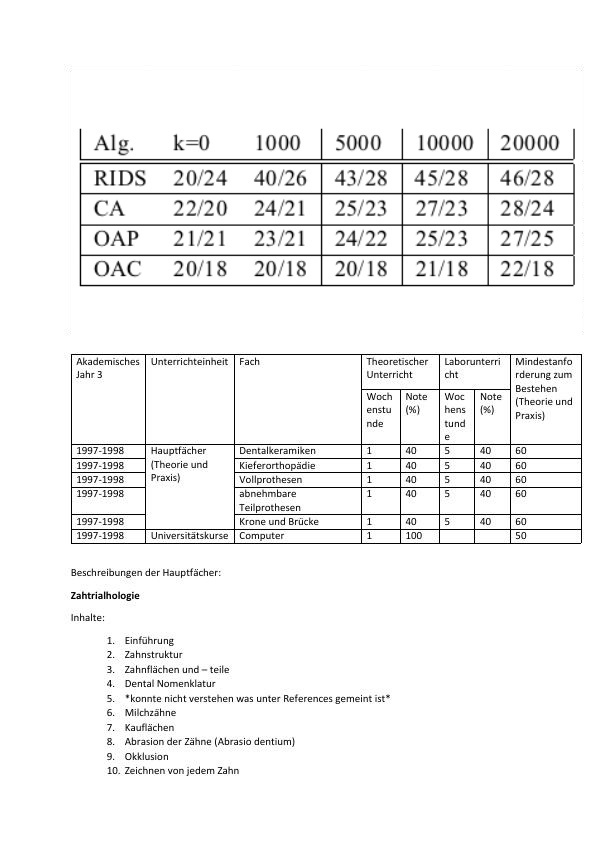 Alg. k=0 1000 5000 10000 20000
RIDS 20/24 40/26 43/28 45/28 46/28
CA 22/20 24/21 25/23 27/23 28/24
OAP 21/21 23/21 24/22 25/23 27/25
OAC 20/18 20/18 20/18 21/18 22/18
Akademisches Jahr 3 Unterrichteinheit Fach Theoretischer Unterricht Laborunterricht Mindestanforderung zum Bestehen (Theorie und Praxis)
Wochenstunde Note (%) Wochenstunde Note (%)
1997-1998 Hauptfächer (Theorie und Praxis) Dentalkeramiken 1 40 5 40 60
1997-1998 Kieferorthopädie 1 40 5 40 60
1997-1998 Vollprothesen 1 40 5 40 60
1997-1998 abnehmbare Teilprothesen 1 40 5 40 60
1997-1998 Krone und Brücke 1 40 5 40 60
1997-1998 Universitätskurse Computer 1 100 50
Beschreibungen der Hauptfächer:
Zahtrialhologie
Inhalte:
1. Einführung
2. Zahnstruktur
3. Zahnflächen und – teile
4. Dental Nomenklatur
5. *konnte nicht verstehen was unter References gemeint ist*
6. Milchzähne
7. Kauflächen
8. Abrasion der Zähne (Abrasio dentium)
9. Okklusion
10. Zeichnen von jedem Zahn